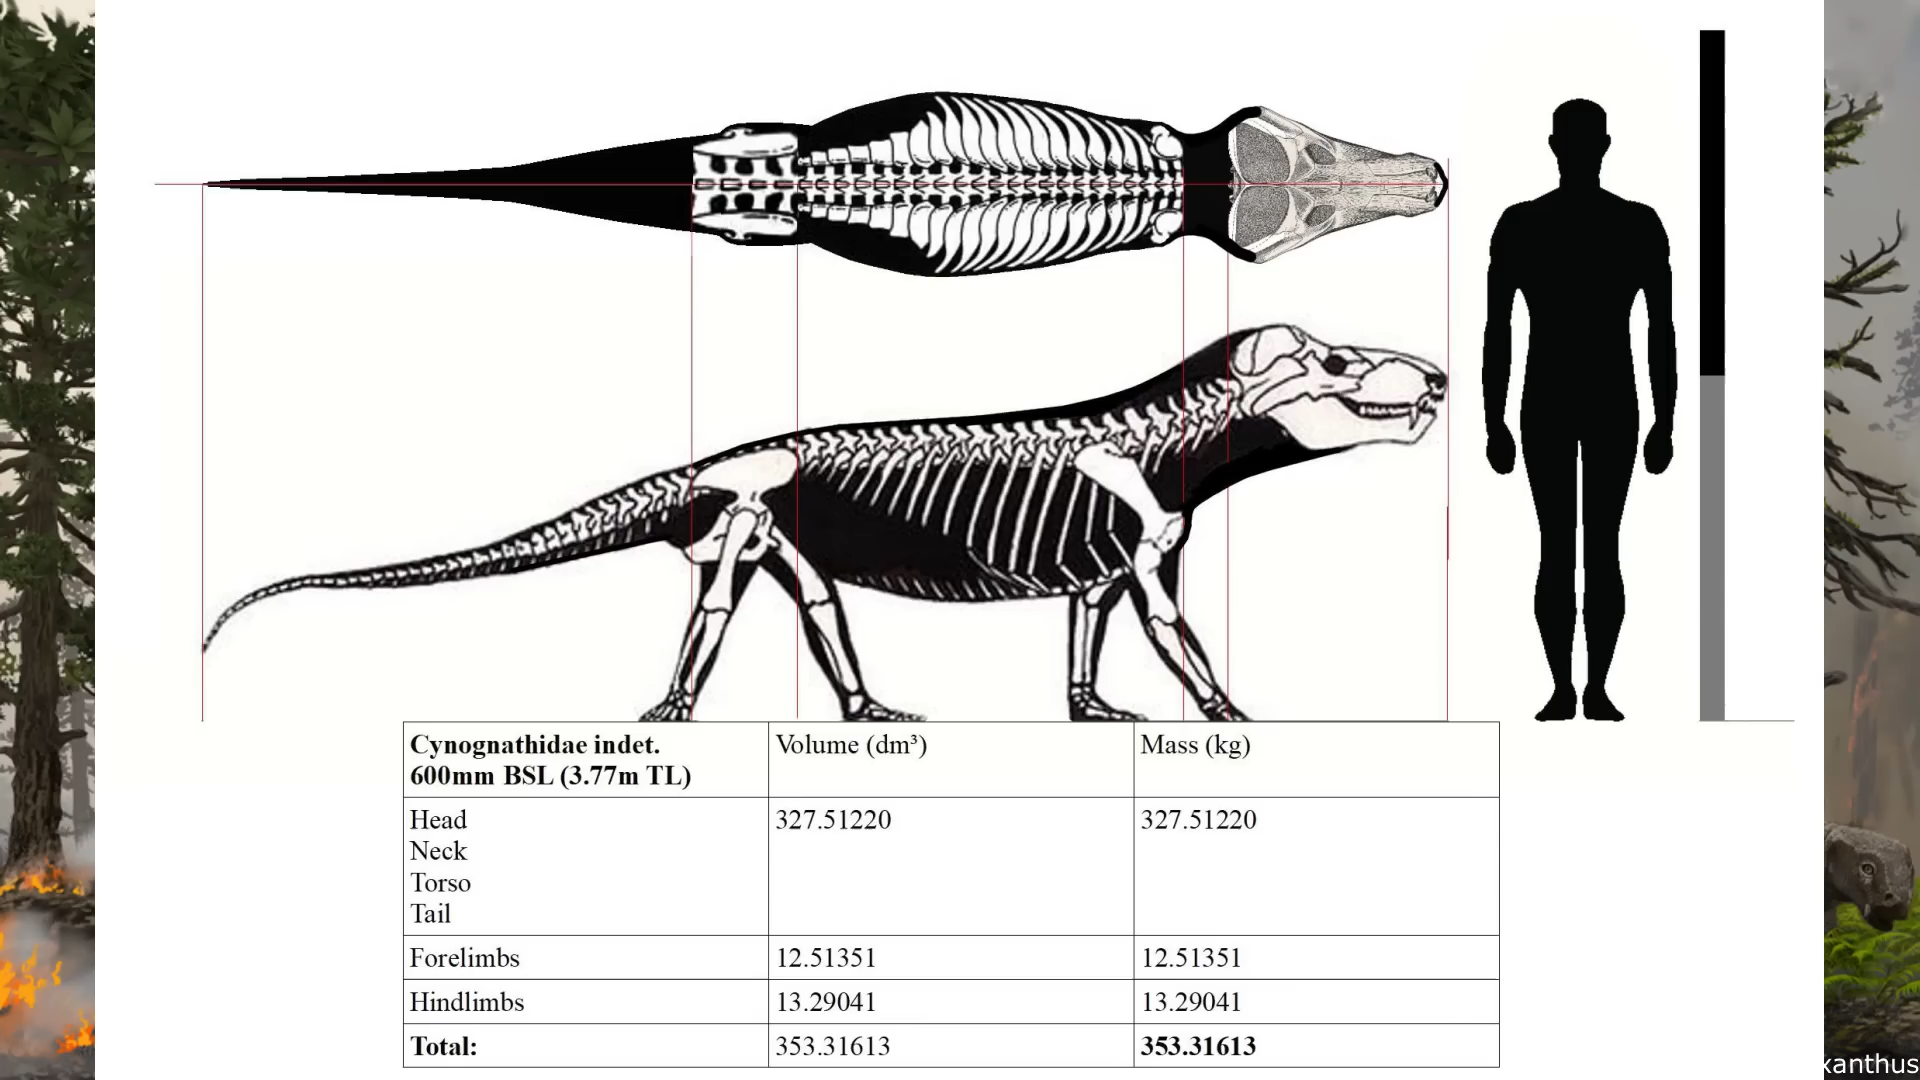 Cynognathidae indet.
600mm BSL (3.77m TL)
Volume (dm³)
Mass (kg)
Head
Neck
Torso
Tail
327.51220
327.51220
Forelimbs
12.51351
12.51351
Hindlimbs
13.29041
13.29041
Total:
353.31613
353.31613
xanthus